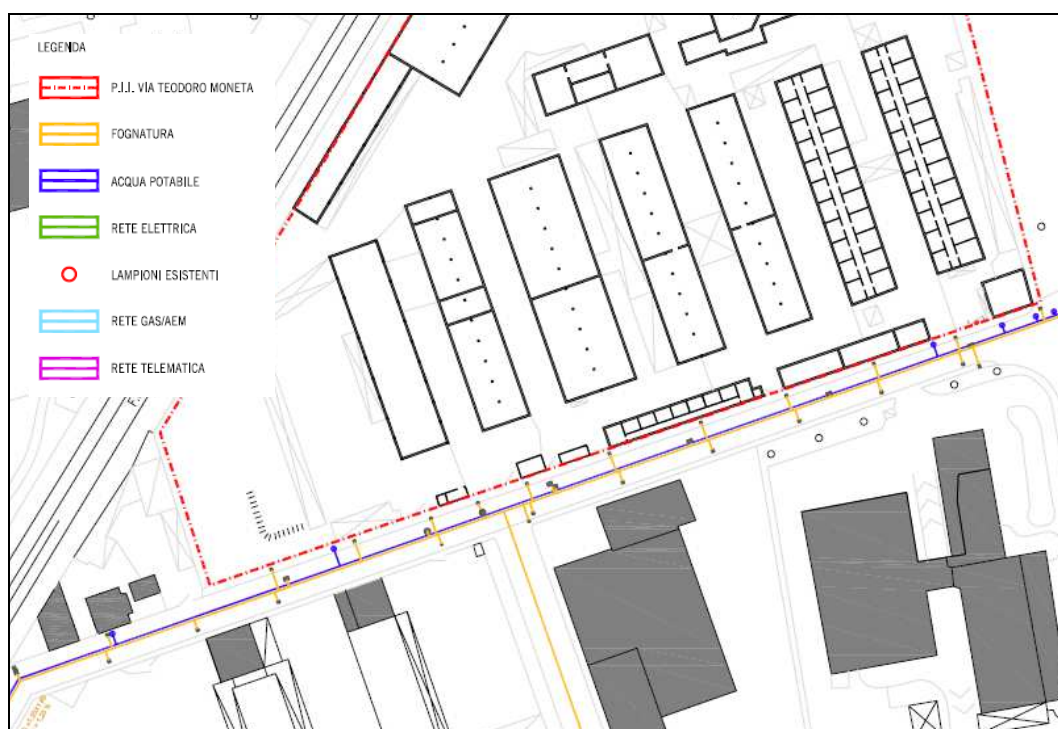 LEGENDA
P.I.I. VIA TEODORO MONETA
FOGNATURA
ACQUA POTABILE
RETE ELETTRICA
LAMPIONI ESISTENTI
RETE GAS/AEM
RETE TELEMATICA